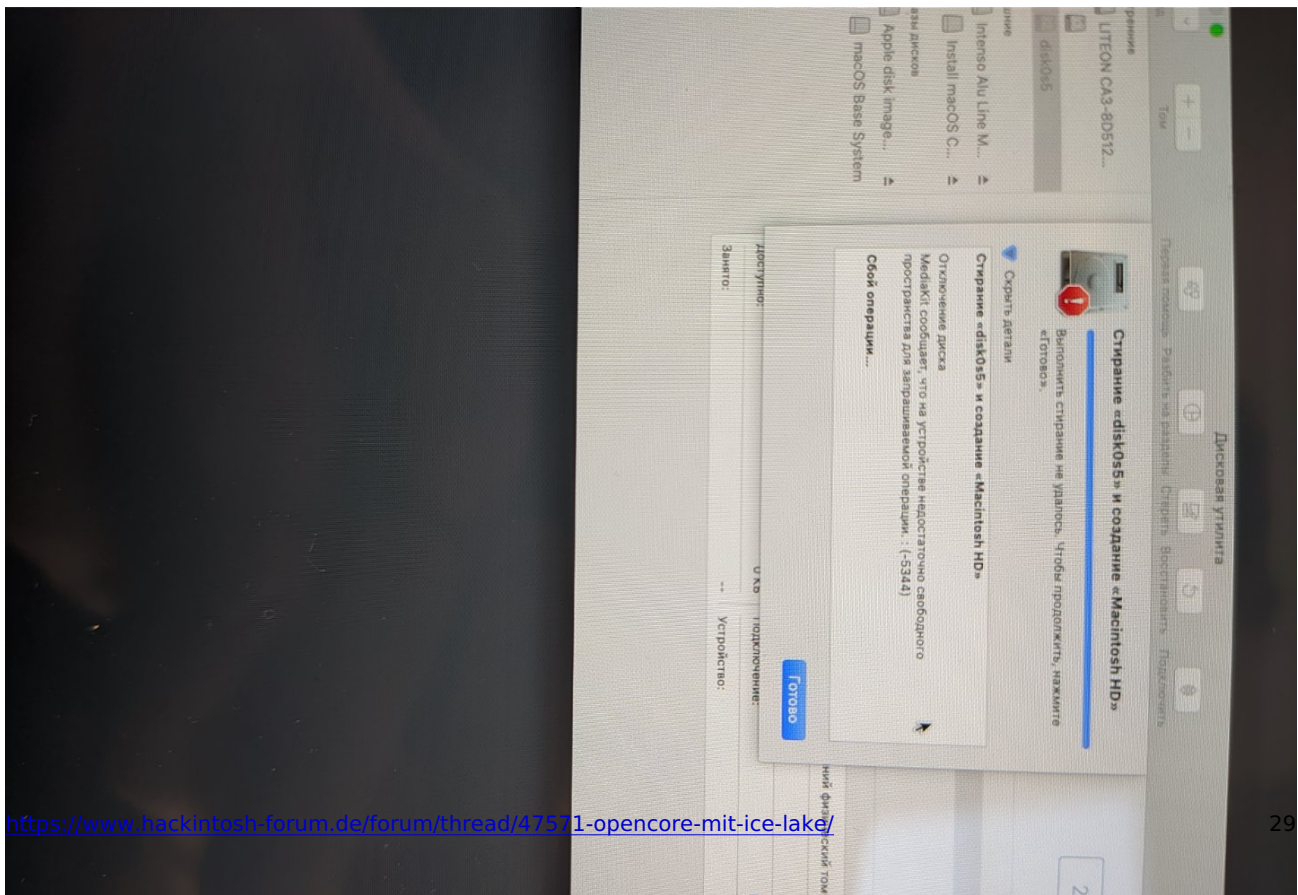 Дисковая утилита
Том
Первая помощь
Разбить на разделы
Стереть
Восстановить
Подключить
LITEON CA3-8D512...
disk0s5
Intenso Alu Line M...
Install macOS C...
Apple disk image...
macOS Base System
Стирание «disk0s5» и создание «Macintosh HD»
Выполнить стирание не удалось. Чтобы продолжить, нажмите
«Готово».
Скрыть детали
Стирание «disk0s5» и создание «Macintosh HD»
Отключение диска
MediaKit сообщает, что на устройстве недостаточно свободного
пространства для запрашиваемой операции. : (-5344)
Сбой операции...
Готово
Доступно:
Подключение:
Занято:
--
Устройство:
https://www.hackintosh-forum.de/forum/thread/47571-opencore-mit-ice-lake/
29